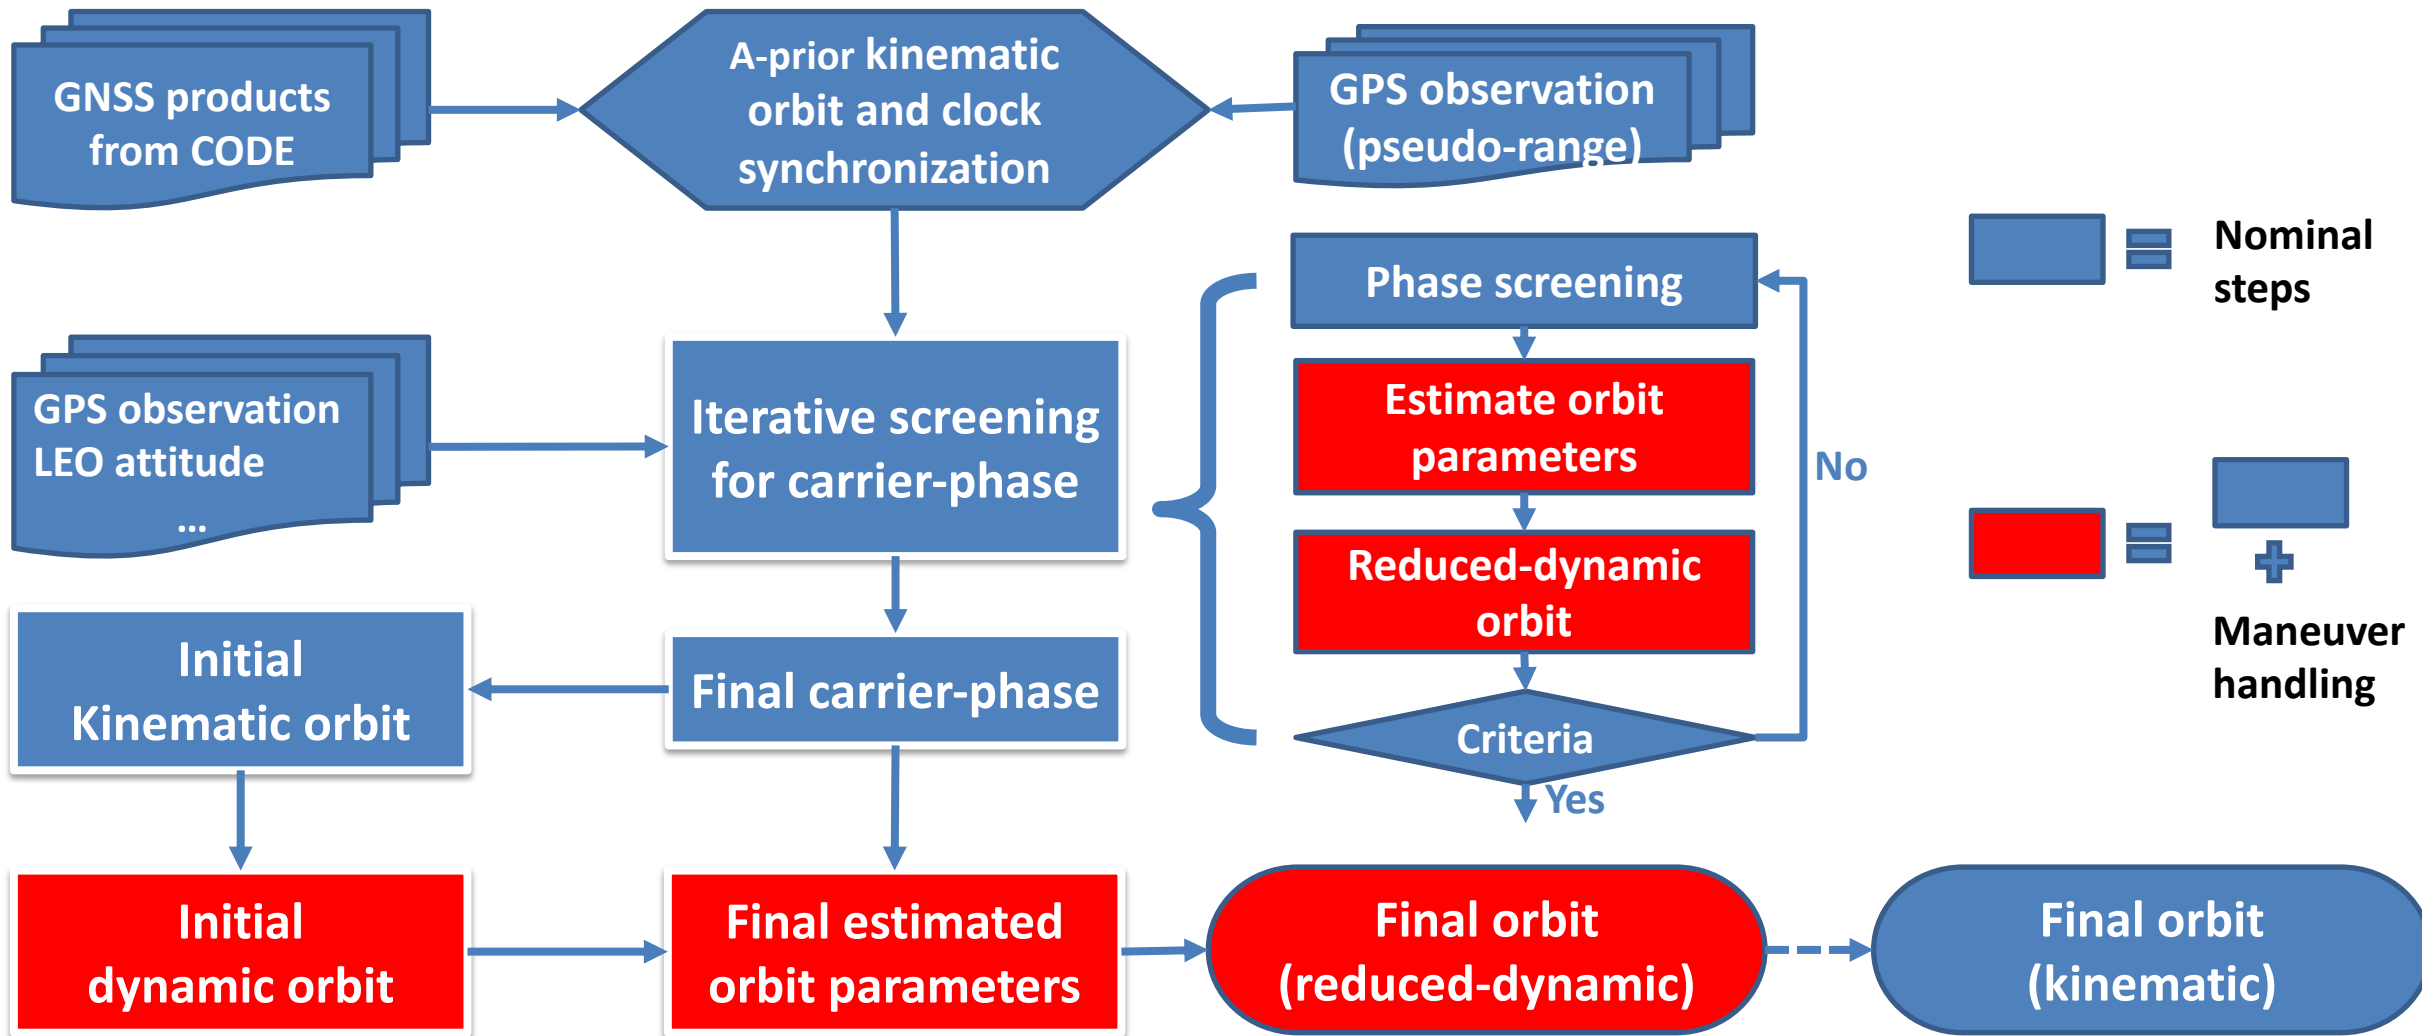 GNSS products
from CODE
A-prior kinematic
orbit and clock
synchronization
GPS observation
(pseudo-range)
Nominal
steps
Phase screening
Estimate orbit
parameters
Reduced-dynamic
orbit
Criteria
No
Yes
Maneuver
handling
GPS observation
LEO attitude
...
Iterative screening
for carrier-phase
Initial
Kinematic orbit
Final carrier-phase
Initial
dynamic orbit
Final estimated
orbit parameters
Final orbit
(reduced-dynamic)
Final orbit
(kinematic)